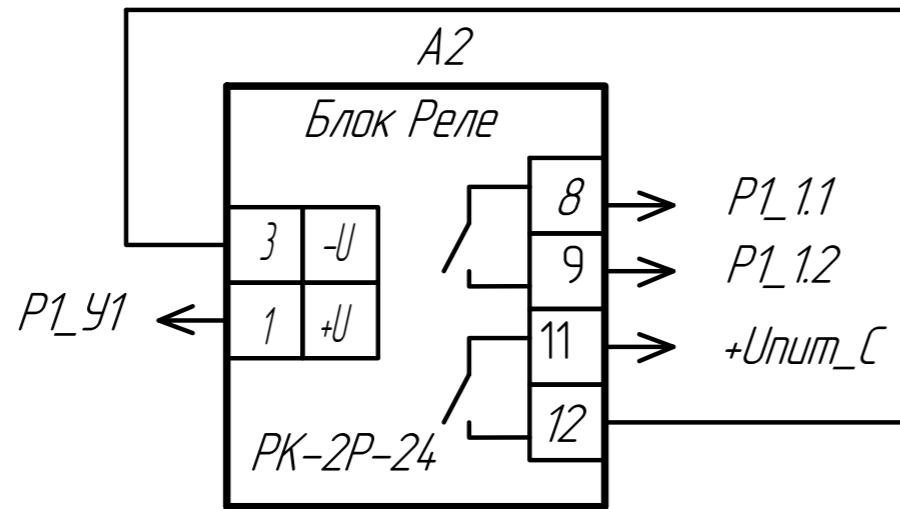 A2
Блок Реле
8
P1_1.1
3 -U
9
P1_1.2
P1_У1
1 +U
11
+Uпит_С
12
РК-2Р-24